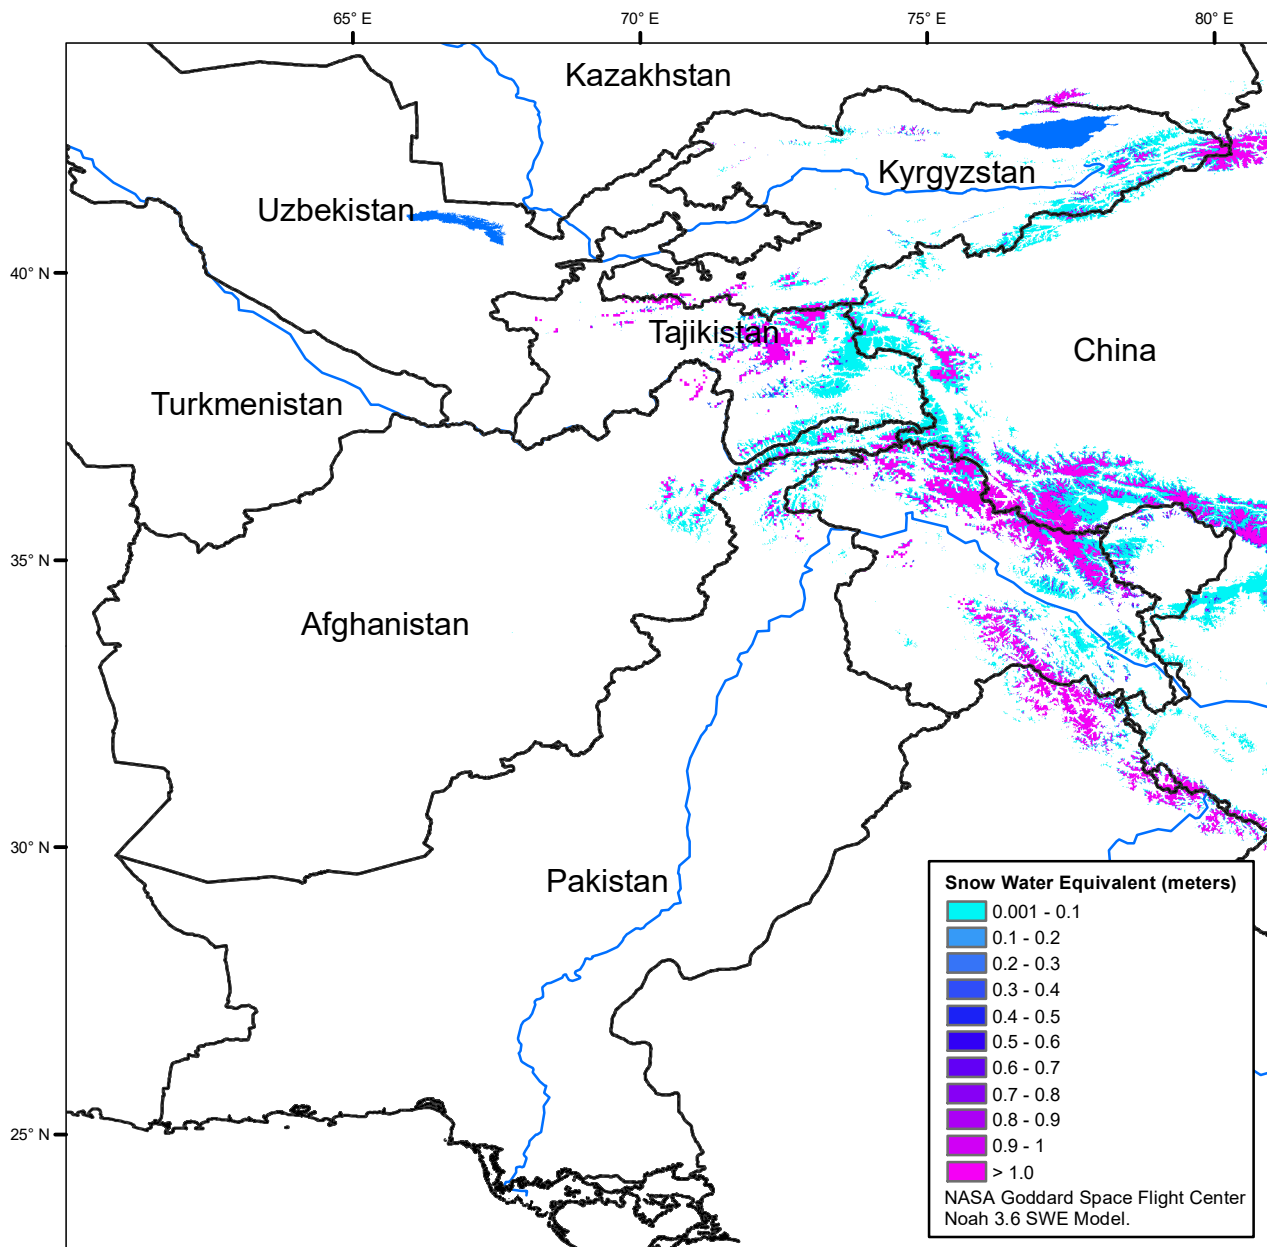 65° E
70° E
75° E
80° E
Kazakhstan
Kyrgyzstan
Uzbekistan
40° N
Tajikistan
China
Turkmenistan
35° N
Afghanistan
30° N
Pakistan
Snow Water Equivalent (meters)
0.001 - 0.1
0.1 - 0.2
0.2 - 0.3
0.3 - 0.4
0.4 - 0.5
0.5 - 0.6
0.6 - 0.7
0.7 - 0.8
0.8 - 0.9
0.9 - 1
> 1.0
25° N
NASA Goddard Space Flight Center
Noah 3.6 SWE Model.